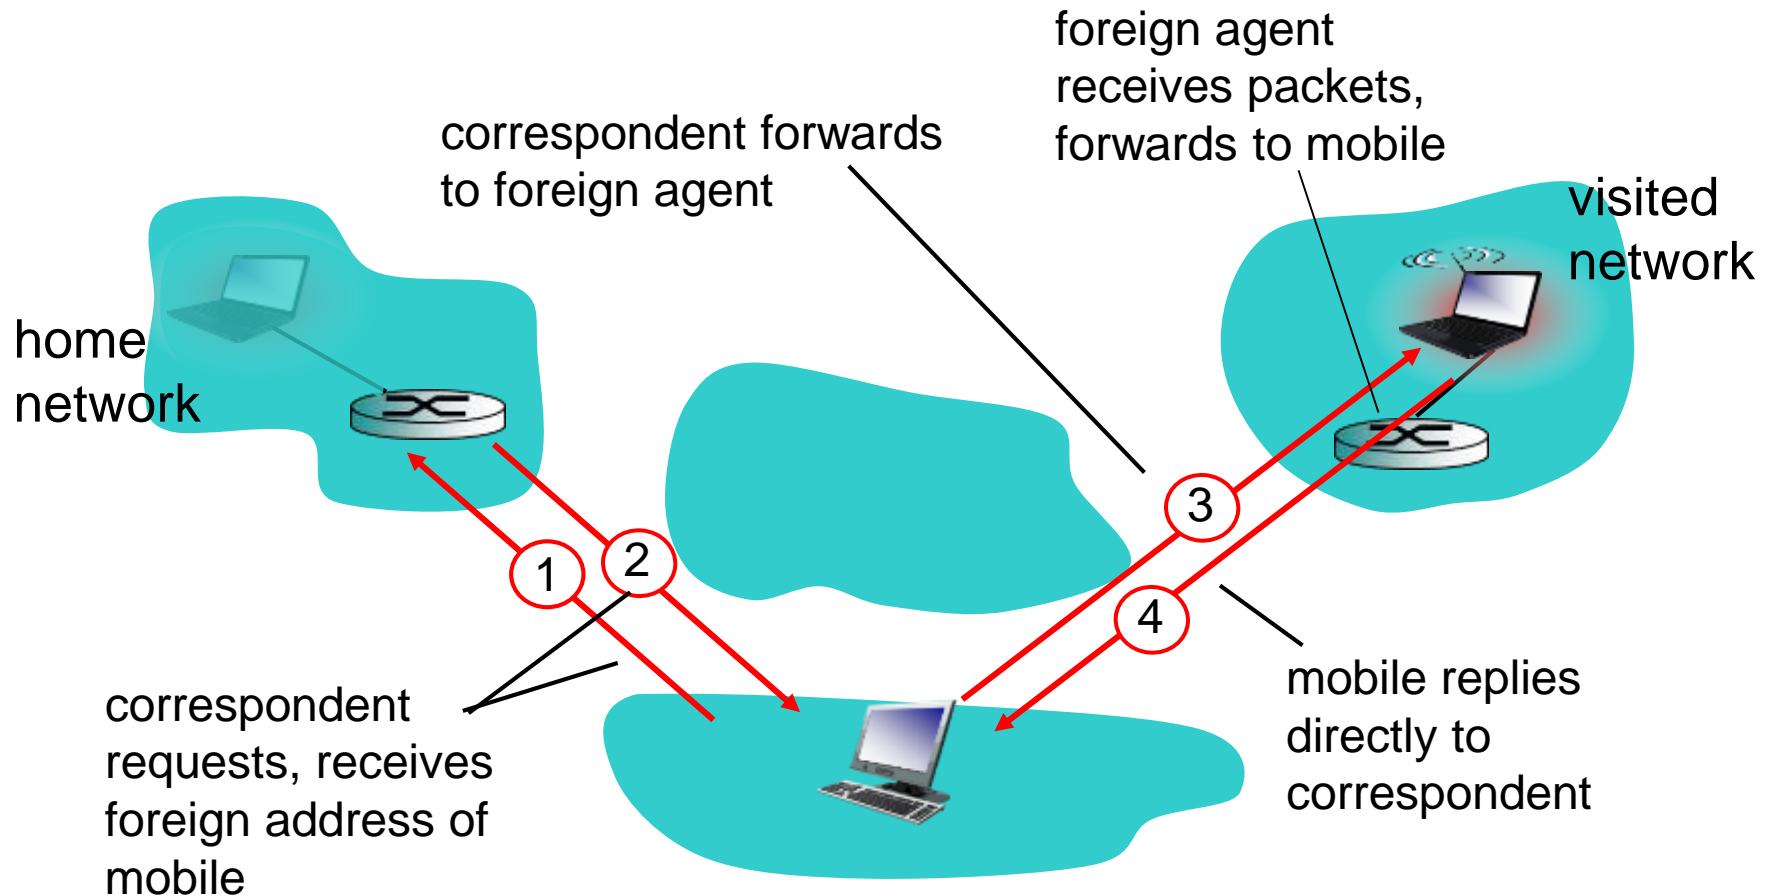 foreign agent
receives packets,
forwards to mobile
correspondent forwards
to foreign agent
visited
network
home
network
3
2
1
4
correspondent
requests, receives
foreign address of
mobile
mobile replies
directly to
correspondent